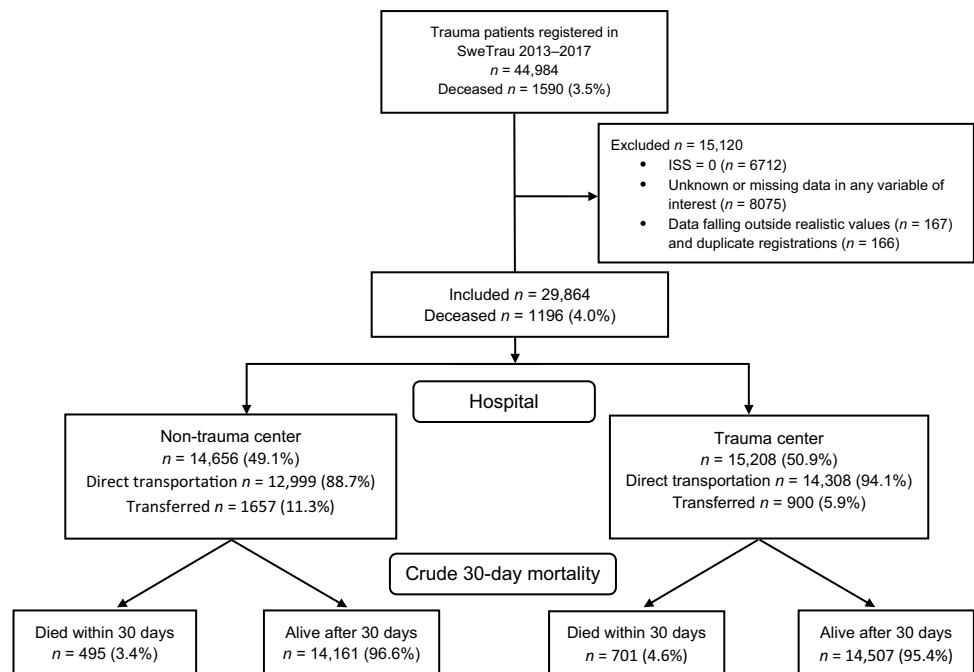 Trauma patients registered in
SweTrau 2013–2017
n = 44,984
Deceased n = 1590 (3.5%)
Excluded n = 15,120
• ISS = 0 (n = 6712)
• Unknown or missing data in any variable of
interest (n = 8075)
• Data falling outside realistic values (n = 167)
and duplicate registrations (n = 166)
Included n = 29,864
Deceased n = 1196 (4.0%)
Hospital
Non-trauma center
n = 14,656 (49.1%)
Direct transportation n = 12,999 (88.7%)
Transferred n = 1657 (11.3%)
Trauma center
n = 15,208 (50.9%)
Direct transportation n = 14,308 (94.1%)
Transferred n = 900 (5.9%)
Crude 30-day mortality
Died within 30 days
n = 495 (3.4%)
Alive after 30 days
n = 14,161 (96.6%)
Died within 30 days
n = 701 (4.6%)
Alive after 30 days
n = 14,507 (95.4%)